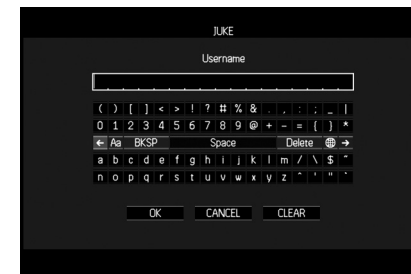 JUKE
Username
( ) [ ] < > ! ? # % & . , : ; _ |
0 1 2 3 4 5 6 7 8 9 @ + - = { } *
← Aa BKSP Space Delete →
a b c d e f g h i j k l m / \ $ ~
n o p q r s t u v w x y z ^ ' " `
OK CANCEL CLEAR